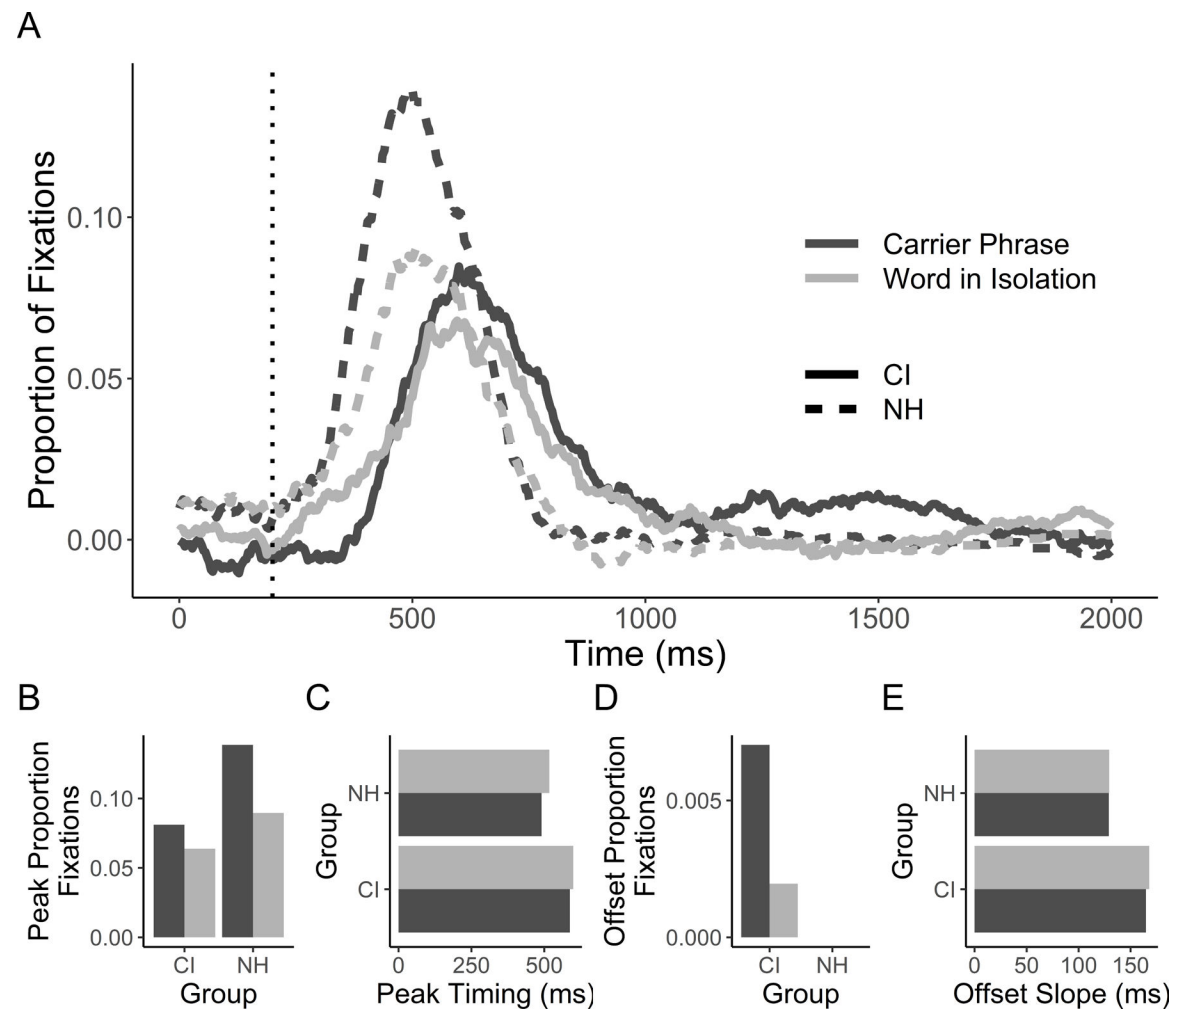 A
Proportion of Fixations
0.10
0.05
0.00
0
500
1000
1500
2000
Time (ms)
Carrier Phrase
Word in Isolation
CI
NH
B
Peak Proportion
Fixations
0.10
0.05
0.00
CI
NH
Group
C
Group
NH
CI
0
250
500
Peak Timing (ms)
D
Offset Proportion
Fixations
0.005
0.000
CI
NH
Group
E
Group
NH
CI
0
50
100
150
Offset Slope (ms)